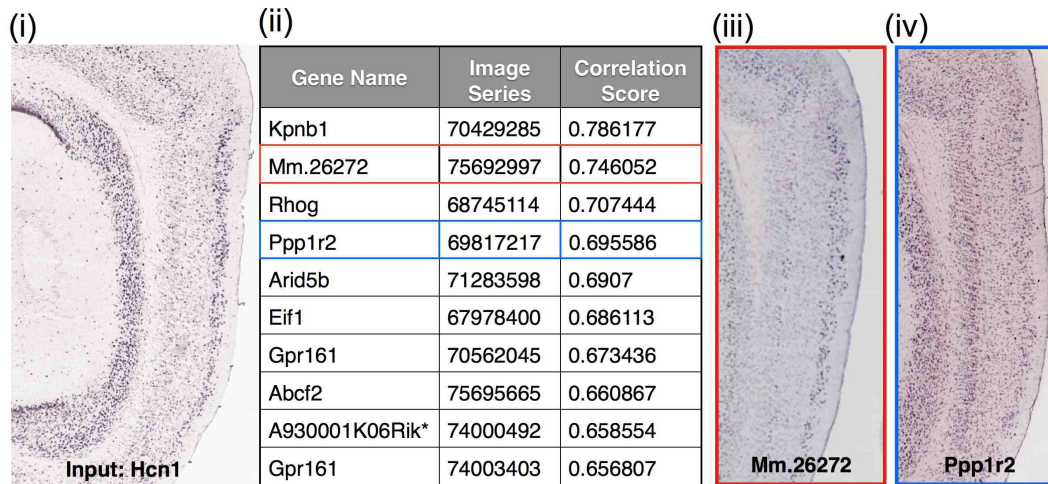 (i)
(ii)
(iii)
(iv)
Gene Name Image Series Correlation Score
Kpnb1 70429285 0.786177
Mm.26272 75692997 0.746052
Rhog 68745114 0.707444
Ppp1r2 69817217 0.695586
Arid5b 71283598 0.6907
Eif1 67978400 0.686113
Gpr161 70562045 0.673436
Abcf2 75695665 0.660867
A930001K06Rik* 74000492 0.658554
Gpr161 74003403 0.656807
Input: Hcn1
Mm.26272
Ppp1r2